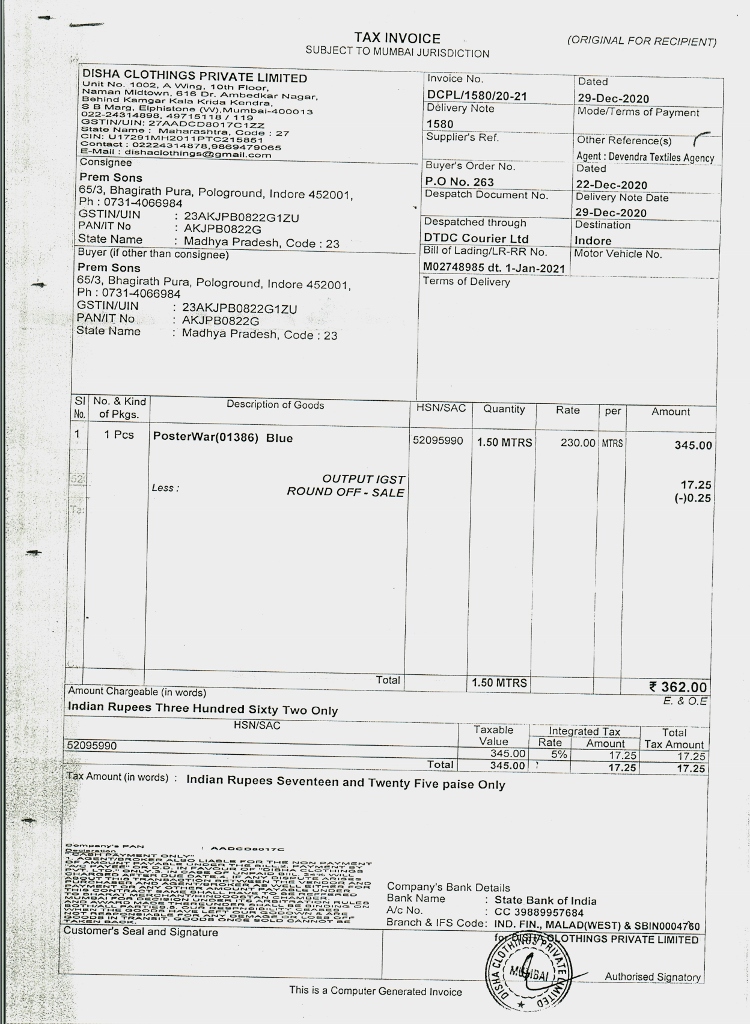 TAX INVOICE
(ORIGINAL FOR RECIPIENT)
SUBJECT TO MUMBAI JURISDICTION
DISHA CLOTHINGS PRIVATE LIMITED
Unit No. 1002, A Wing, 10th Floor,
Naman Midtown, 616 Dr. Ambedkar Nagar,
Behind Kamgar Kala Krida Kendra,
S B Marg, Elphistone (W),Mumbai-400013
022-24314898, 49715118 / 119
GSTIN/UIN: 27AADCD8017C1ZZ
State Name : Maharashtra, Code : 27
CIN: U17291MH2011PTC215851
Contact : 02224314878,9869479065
E-Mail : dishaclothings@gmail.com
Invoice No.
DCPL/1580/20-21
Dated
29-Dec-2020
Delivery Note
1580
Mode/Terms of Payment
Supplier's Ref.
Other Reference(s)
Agent : Devendra Textiles Agency
Buyer's Order No.
P.O No. 263
Dated
22-Dec-2020
Despatch Document No.
Delivery Note Date
29-Dec-2020
Despatched through
DTDC Courier Ltd
Destination
Indore
Bill of Lading/LR-RR No.
M02748985 dt. 1-Jan-2021
Motor Vehicle No.
Terms of Delivery
Consignee
Prem Sons
65/3, Bhagirath Pura, Pologround, Indore 452001,
Ph : 0731-4066984
GSTIN/UIN : 23AKJPB0822G1ZU
PAN/IT No : AKJPB0822G
State Name : Madhya Pradesh, Code : 23
Buyer (if other than consignee)
Prem Sons
65/3, Bhagirath Pura, Pologround, Indore 452001,
Ph : 0731-4066984
GSTIN/UIN : 23AKJPB0822G1ZU
PAN/IT No : AKJPB0822G
State Name : Madhya Pradesh, Code : 23
Sl No. No. & Kind of Pkgs. Description of Goods HSN/SAC Quantity Rate per Amount
1 1 Pcs PosterWar(01386) Blue 52095990 1.50 MTRS 230.00 MTRS 345.00
OUTPUT IGST 17.25
Less : ROUND OFF - SALE (-)0.25
Total 1.50 MTRS ₹ 362.00
Amount Chargeable (in words) E. & O.E
Indian Rupees Three Hundred Sixty Two Only
HSN/SAC Taxable Value Integrated Tax Rate Amount Total Tax Amount
52095990 345.00 5% 17.25 17.25
Total 345.00 17.25 17.25
Tax Amount (in words) : Indian Rupees Seventeen and Twenty Five paise Only
Company's PAN : AADCD8017C
Declaration
Company's Bank Details
Bank Name : State Bank of India
A/c No. : CC 39889957684
Branch & IFS Code: IND. FIN., MALAD(WEST) & SBIN0004760
Customer's Seal and Signature
CLOTHINGS PRIVATE LIMITED
DISHA CLOTHINGS PRIVATE LIMITED
MUMBAI
Authorised Signatory
This is a Computer Generated Invoice